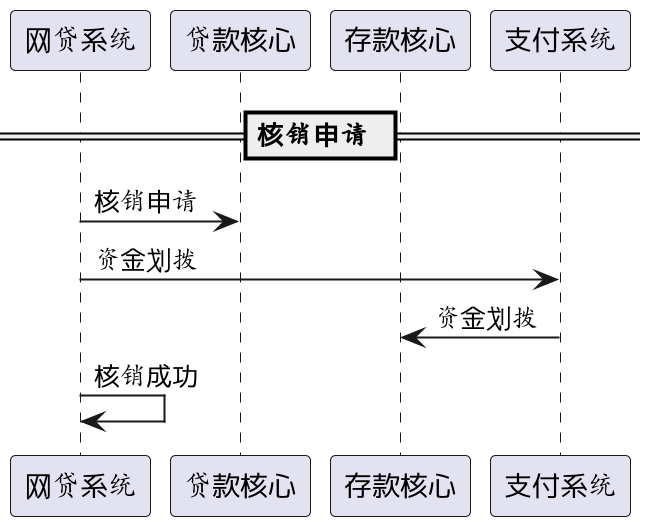 网贷系统 贷款核心 存款核心 支付系统
核销申请
核销申请
资金划拨
资金划拨
核销成功
网贷系统 贷款核心 存款核心 支付系统